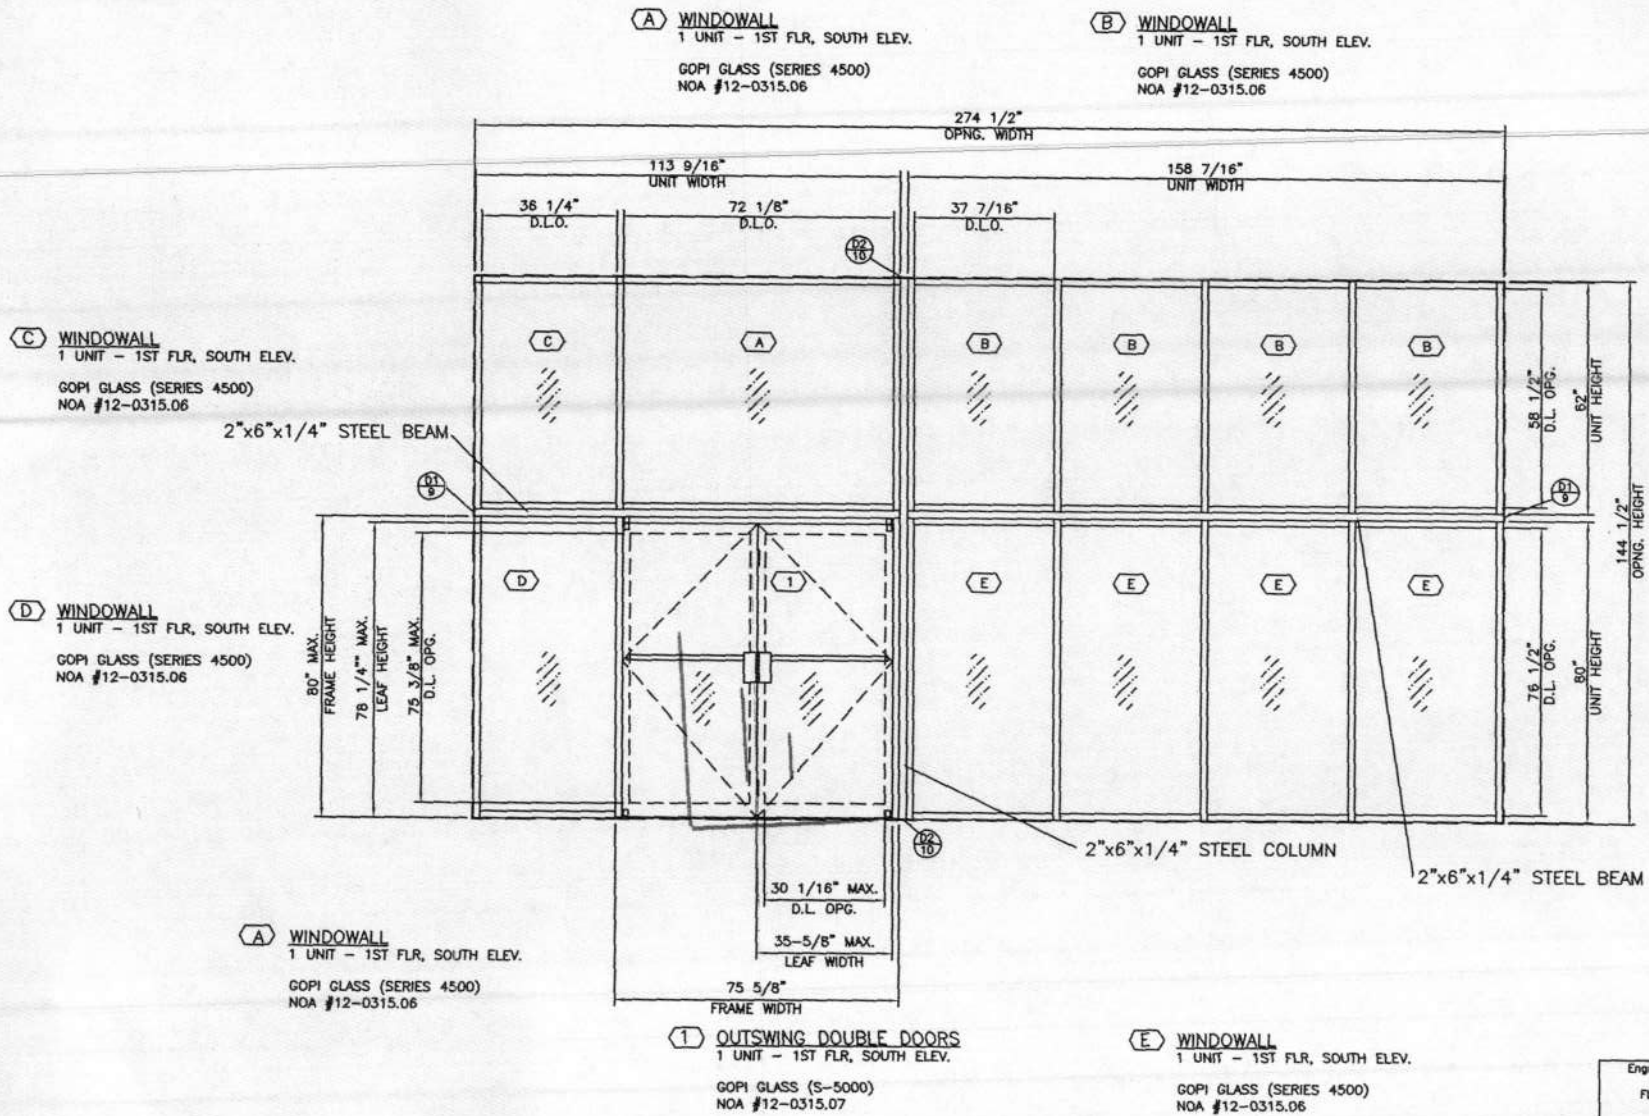 A WINDOWALL
1 UNIT - 1ST FLR, SOUTH ELEV.
GOPI GLASS (SERIES 4500)
NOA #12-0315.06
B WINDOWALL
1 UNIT - 1ST FLR, SOUTH ELEV.
GOPI GLASS (SERIES 4500)
NOA #12-0315.06
274 1/2"
OPNG. WIDTH
113 9/16"
UNIT WIDTH
158 7/16"
UNIT WIDTH
36 1/4"
D.L.O.
72 1/8"
D.L.O.
37 7/16"
D.L.O.
D2
10
C WINDOWALL
1 UNIT - 1ST FLR, SOUTH ELEV.
GOPI GLASS (SERIES 4500)
NOA #12-0315.06
C
A
B
B
B
B
58 1/2"
D.L. OPG.
62"
UNIT HEIGHT
144 1/2"
OPNG. HEIGHT
2"x6"x1/4" STEEL BEAM
D1
9
D1
9
D WINDOWALL
1 UNIT - 1ST FLR, SOUTH ELEV.
GOPI GLASS (SERIES 4500)
NOA #12-0315.06
80" MAX.
FRAME HEIGHT
78 1/4"" MAX.
LEAF HEIGHT
75 3/8" MAX.
D.L. OPG.
D
1
E
E
E
E
76 1/2"
D.L. OPG.
80"
UNIT HEIGHT
D2
10
2"x6"x1/4" STEEL COLUMN
2"x6"x1/4" STEEL BEAM
30 1/16" MAX.
D.L. OPG.
35-5/8" MAX.
LEAF WIDTH
75 5/8"
FRAME WIDTH
A WINDOWALL
1 UNIT - 1ST FLR, SOUTH ELEV.
GOPI GLASS (SERIES 4500)
NOA #12-0315.06
1 OUTSWING DOUBLE DOORS
1 UNIT - 1ST FLR, SOUTH ELEV.
GOPI GLASS (S-5000)
NOA #12-0315.07
E WINDOWALL
1 UNIT - 1ST FLR, SOUTH ELEV.
GOPI GLASS (SERIES 4500)
NOA #12-0315.06